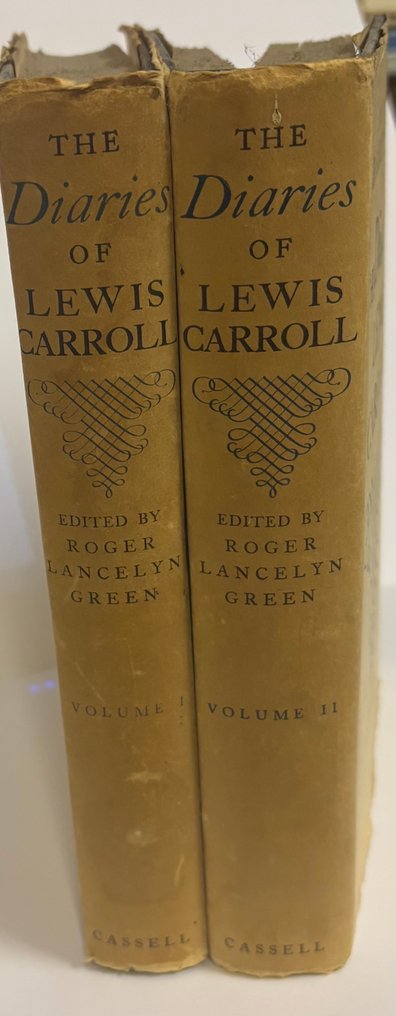 THE
Diaries
OF
LEWIS
CARROLL
EDITED BY
ROGER
LANCELYN
GREEN
VOLUME I
CASSELL
THE
Diaries
OF
LEWIS
CARROLL
EDITED BY
ROGER
LANCELYN
GREEN
VOLUME II
CASSELL